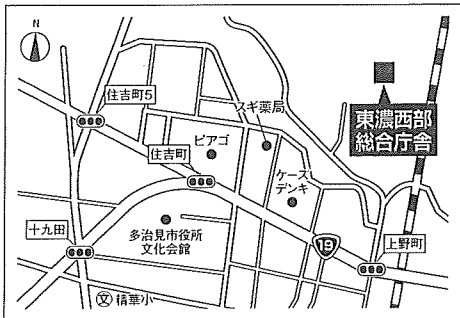 N
住吉町5
スギ薬局
東濃西部
総合庁舎
ピアゴ
住吉町
ケーズ
デンキ
十九田
多治見市役所
文化会館
19
上野町
文 精華小